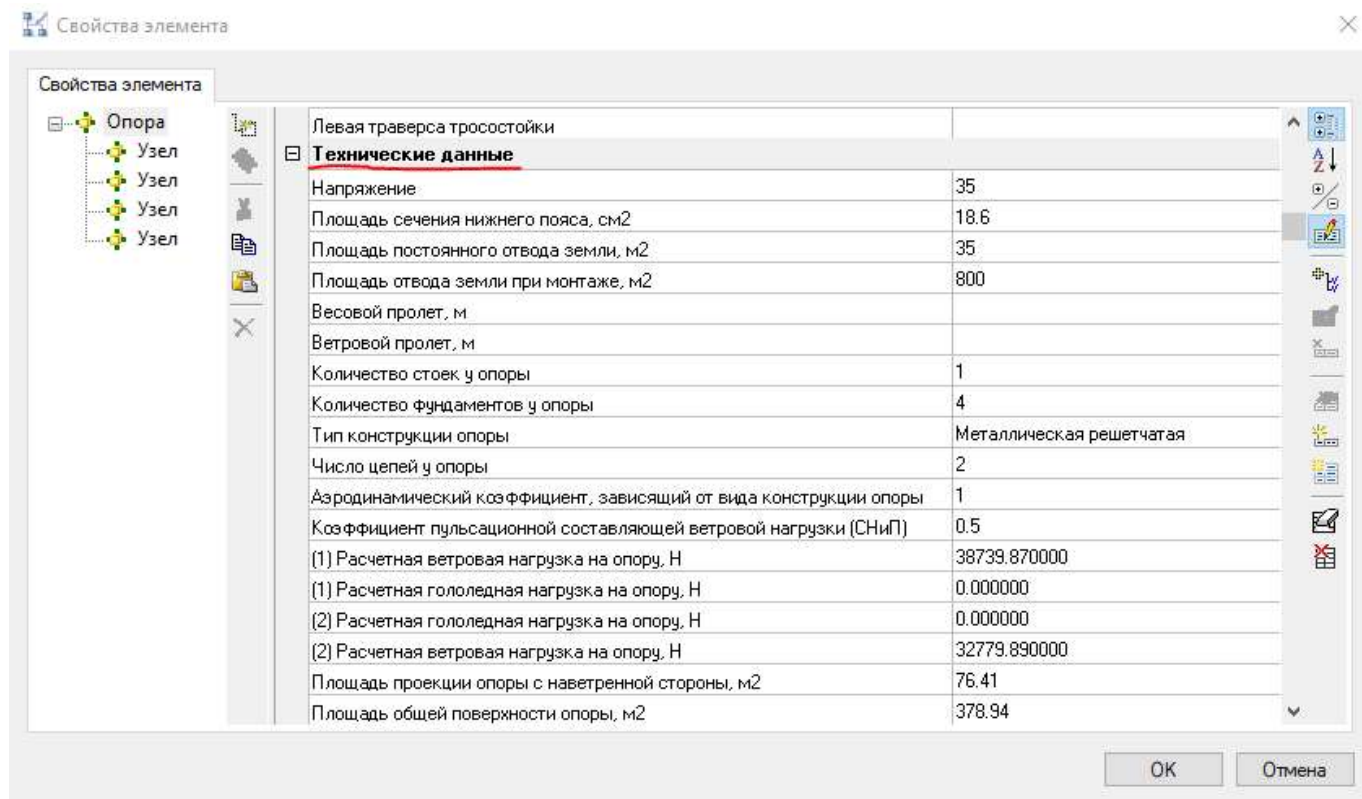 Свойства элемента
Свойства элемента
Опора
Узел
Узел
Узел
Узел
Левая траверса тросостойки
Технические данные
Напряжение 35
Площадь сечения нижнего пояса, см2 18.6
Площадь постоянного отвода земли, м2 35
Площадь отвода земли при монтаже, м2 800
Весовой пролет, м
Ветровой пролет, м
Количество стоек у опоры 1
Количество фундаментов у опоры 4
Тип конструкции опоры Металлическая решетчатая
Число цепей у опоры 2
Аэродинамический коэффициент, зависящий от вида конструкции опоры 1
Коэффициент пульсационной составляющей ветровой нагрузки (СНиП) 0.5
(1) Расчетная ветровая нагрузка на опору, Н 38739.870000
(1) Расчетная гололедная нагрузка на опору, Н 0.000000
(2) Расчетная гололедная нагрузка на опору, Н 0.000000
(2) Расчетная ветровая нагрузка на опору, Н 32779.890000
Площадь проекции опоры с наветренной стороны, м2 76.41
Площадь общей поверхности опоры, м2 378.94
OK Отмена